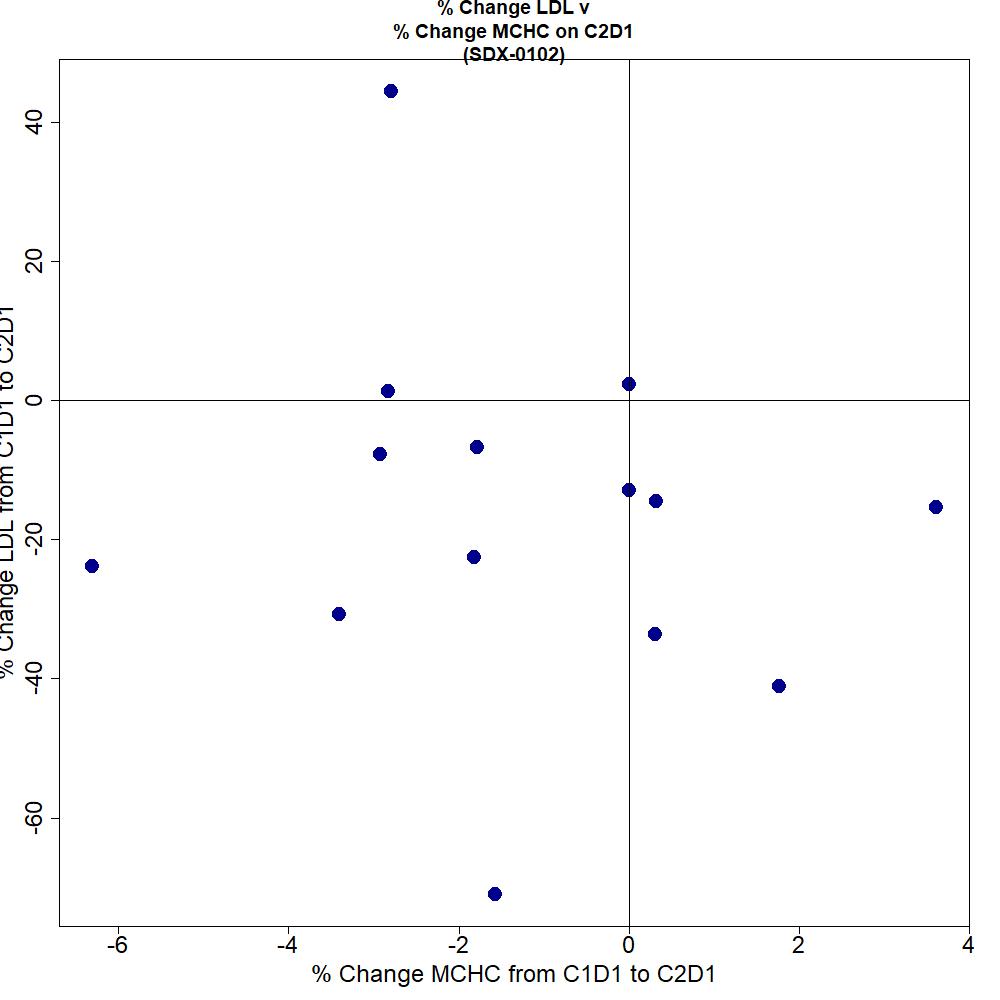 % Change LDL v
% Change MCHC on C2D1
(SDX-0102)
% Change LDL from C1D1 to C2D1
40
20
0
-20
-40
-60
-6
-4
-2
0
2
4
% Change MCHC from C1D1 to C2D1